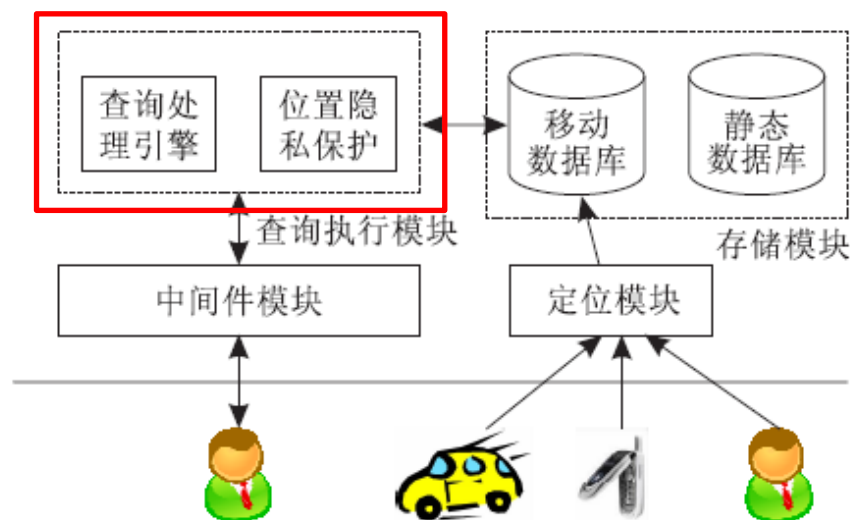 查询处
理引擎
位置隐
私保护
移动
数据库
静态
数据库
查询执行模块
存储模块
中间件模块
定位模块